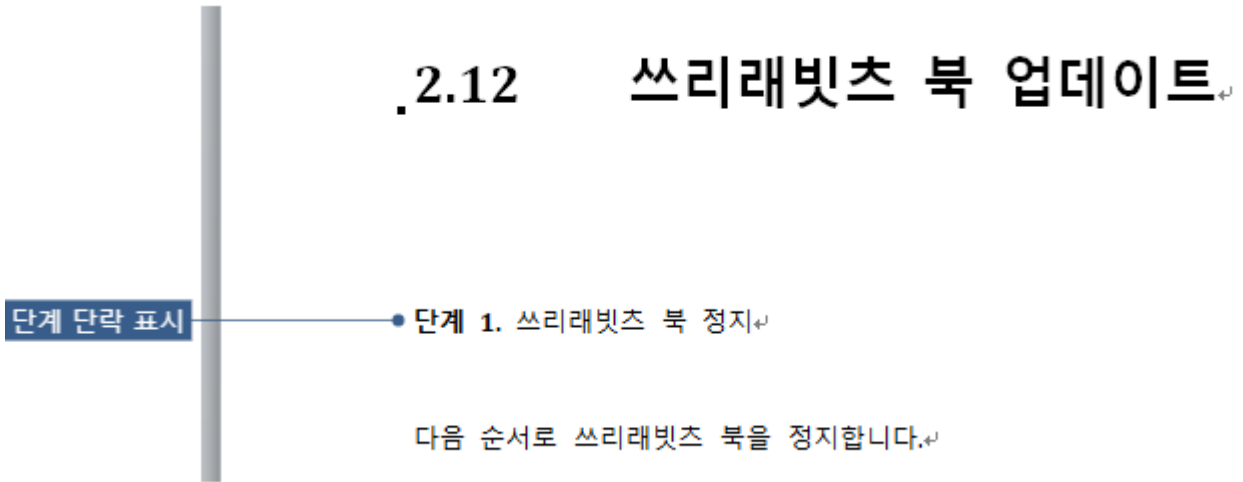 2.12 쓰리래빗츠 북 업데이트
단계 단락 표시
단계 1. 쓰리래빗츠 북 정지
다음 순서로 쓰리래빗츠 북을 정지합니다.